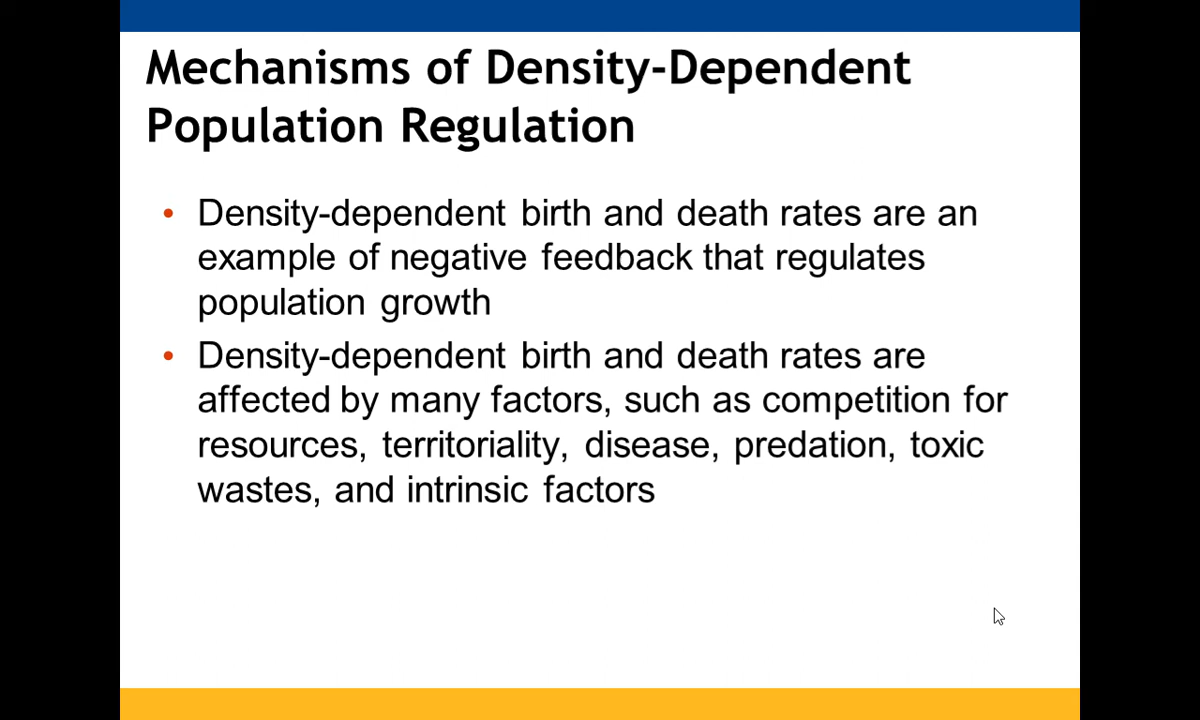 Mechanisms of Density-Dependent
Population Regulation
• Density-dependent birth and death rates are an
example of negative feedback that regulates
population growth
• Density-dependent birth and death rates are
affected by many factors, such as competition for
resources, territoriality, disease, predation, toxic
wastes, and intrinsic factors